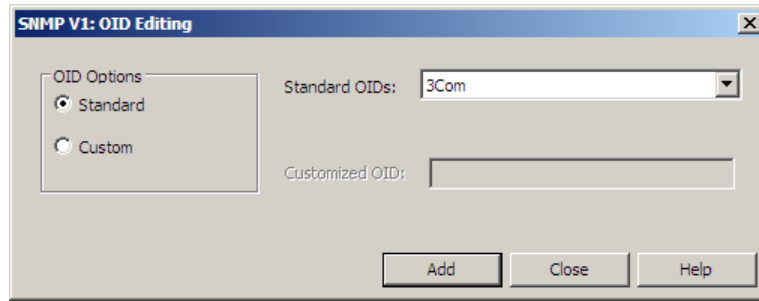 SNMP V1: OID Editing
OID Options
Standard
Custom
Standard OIDs:
3Com
Customized OID:
Add
Close
Help